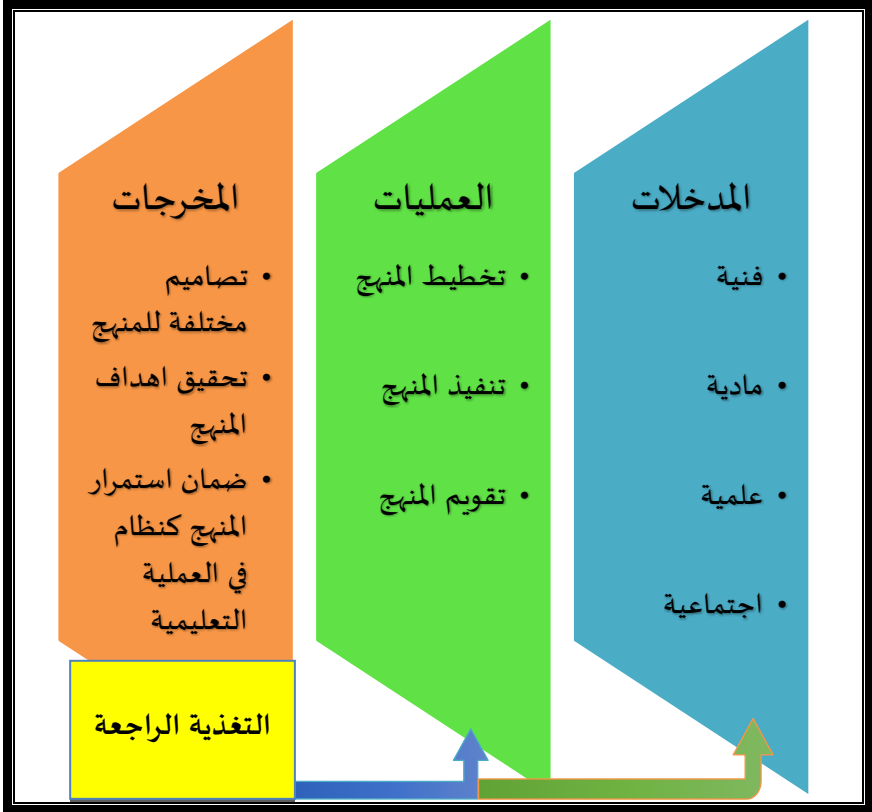 المدخلات
• فنية
• مادية
• علمية
• اجتماعية
العمليات
• تخطيط المنهج
• تنفيذ المنهج
• تقويم المنهج
المخرجات
• تصاميم
مختلفة للمنهج
• تحقيق اهداف
المنهج
• ضمان استمرار
المنهج كنظام
في العملية
التعليمية
التغذية الراجعة